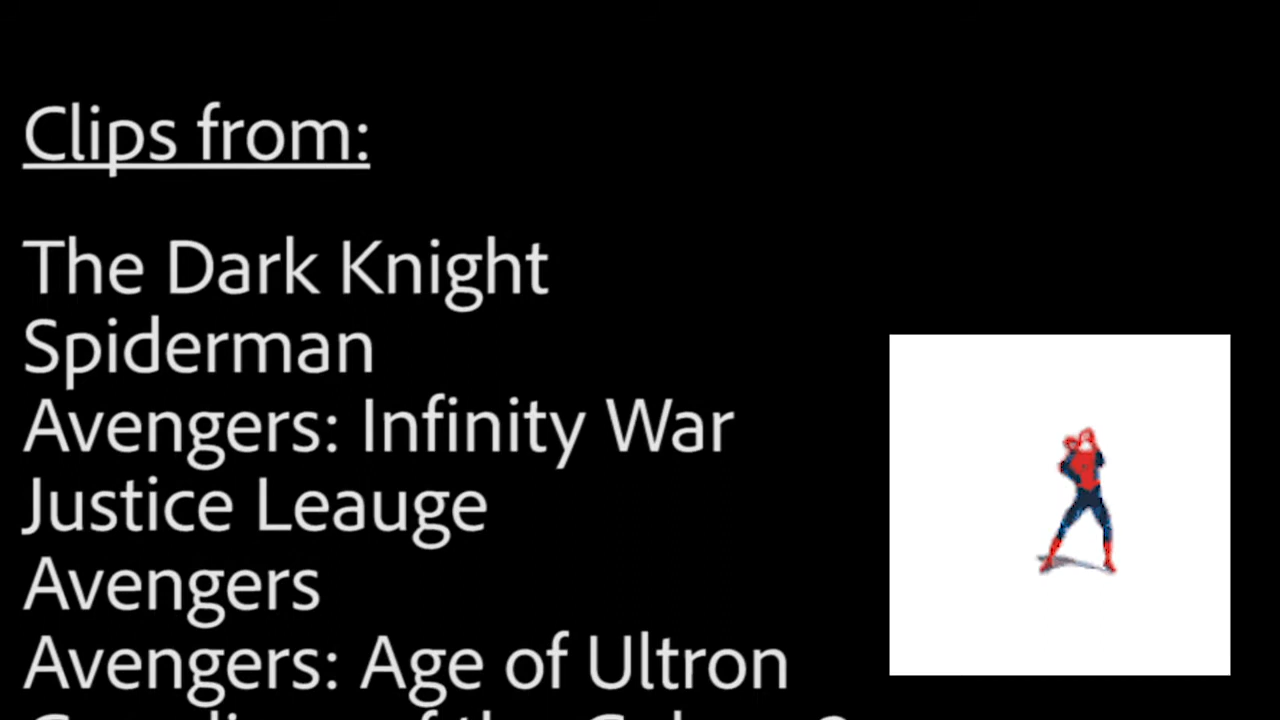 Clips from:
The Dark Knight
Spiderman
Avengers: Infinity War
Justice Leauge
Avengers
Avengers: Age of Ultron